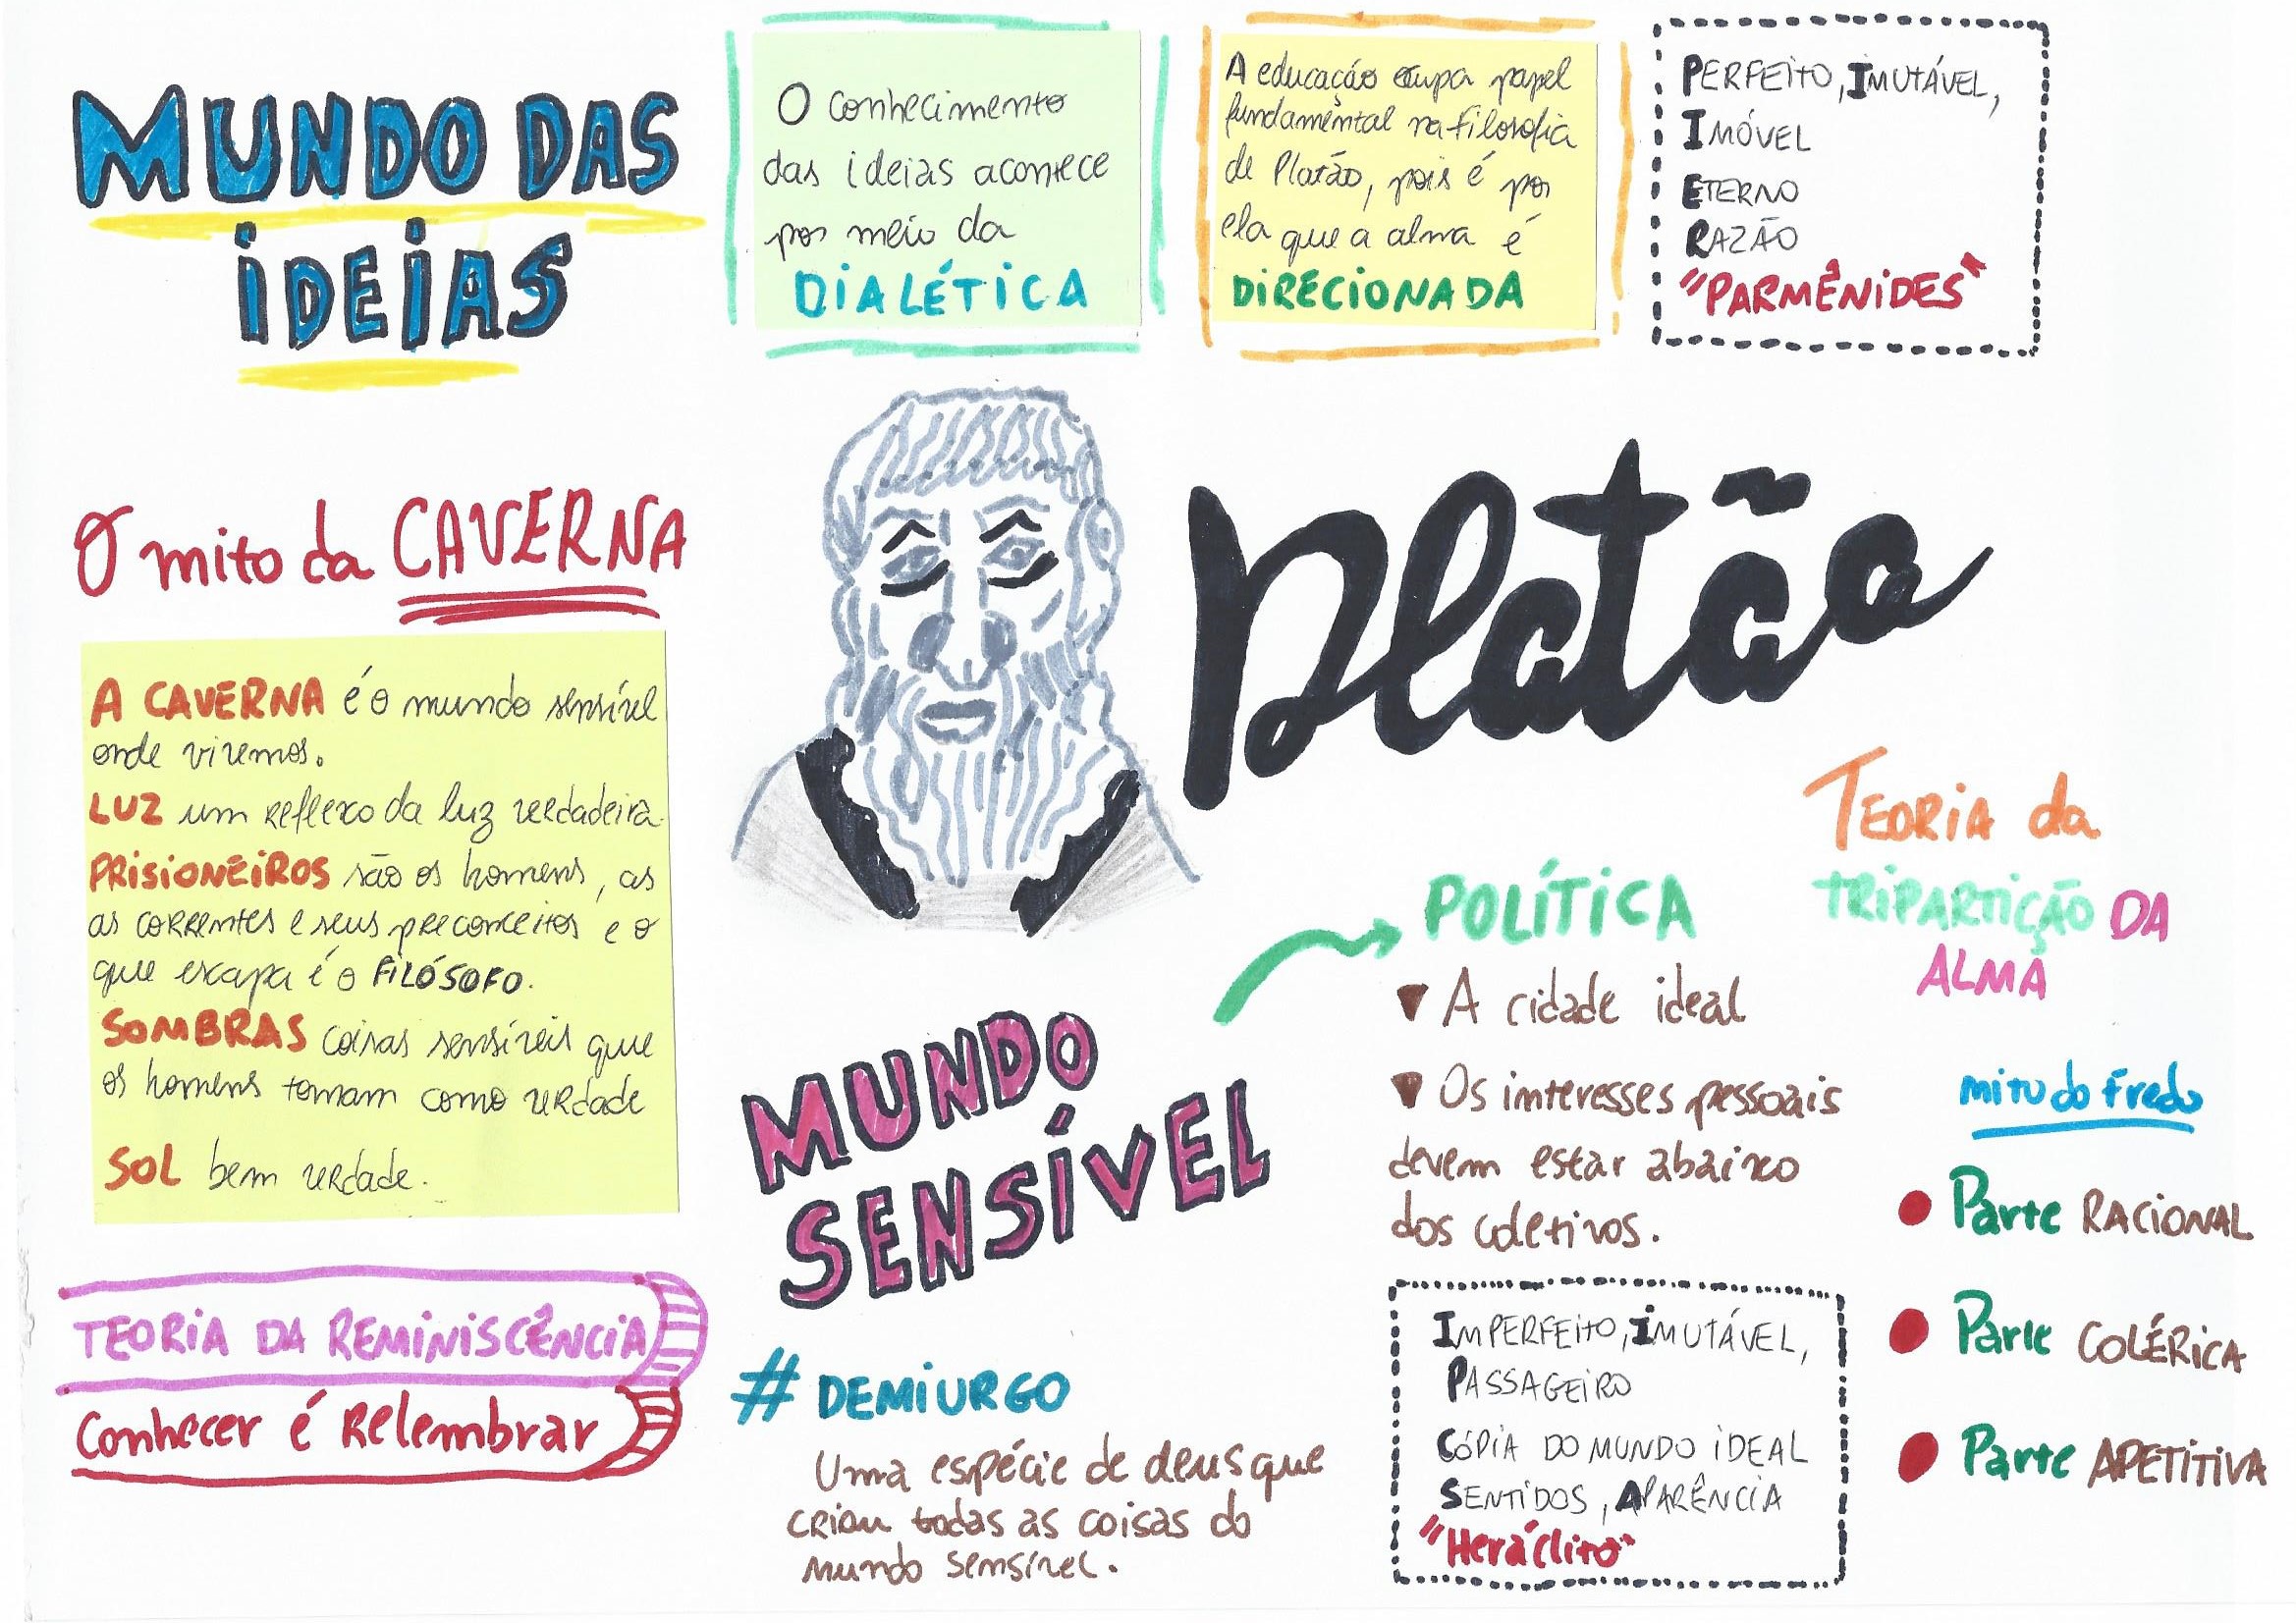 MUNDO DAS
IDEIAS
O conhecimento
das ideias acontece
por meio da
DIALÉTICA
A educação ocupa papel
fundamental na filosofia
de Platão, pois é por
ela que a alma é
DIRECIONADA
PERFEITO, IMUTÁVEL,
IMÓVEL
ETERNO
RAZÃO
"PARMÊNIDES"
O mito da CAVERNA
A CAVERNA é o mundo sensível
onde vivemos.
LUZ um reflexo da luz verdadeira.
PRISIONEIROS são os homens, as
as correntes e seus preconceitos e o
que escapa é o FILÓSOFO.
SOMBRAS coisas sensíveis que
os homens tomam como verdade
SOL bem verdade.
TEORIA DA REMINISCÊNCIA
Conhecer é Relembrar
Platão
MUNDO
SENSÍVEL
# DEMIURGO
Uma espécie de deus que
criou todas as coisas do
mundo sensível.
POLÍTICA
▼ A cidade ideal
▼ Os interesses pessoais
devem estar abaixo
dos coletivos.
IMPERFEITO, IMUTÁVEL,
PASSAGEIRO
CÓPIA DO MUNDO IDEAL
SENTIDOS, APARÊNCIA
"Heráclito"
TEORIA da
TRIPARTIÇÃO DA
ALMA
mitu do Fredo
• Parte RACIONAL
• Parte COLÉRICA
• Parte APETITIVA